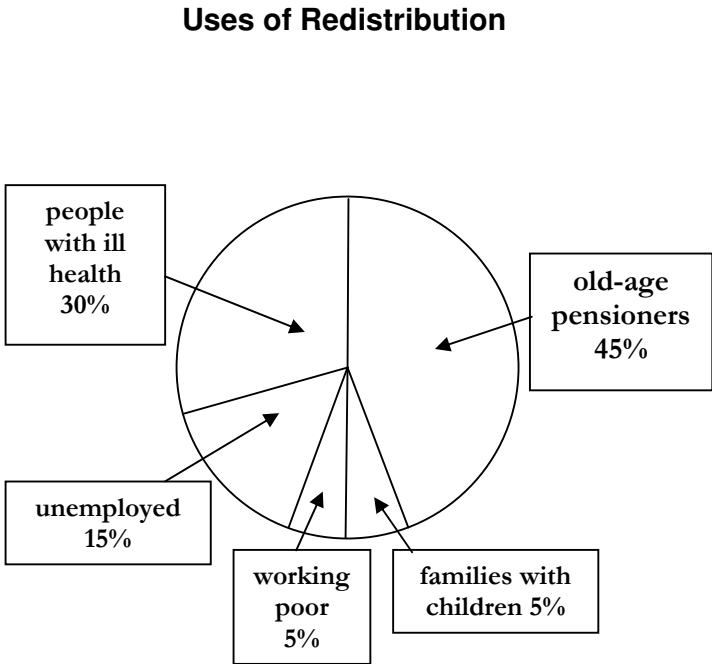 Uses of Redistribution
people
with ill
health
30%
old-age
pensioners
45%
unemployed
15%
working
poor
5%
families with
children 5%